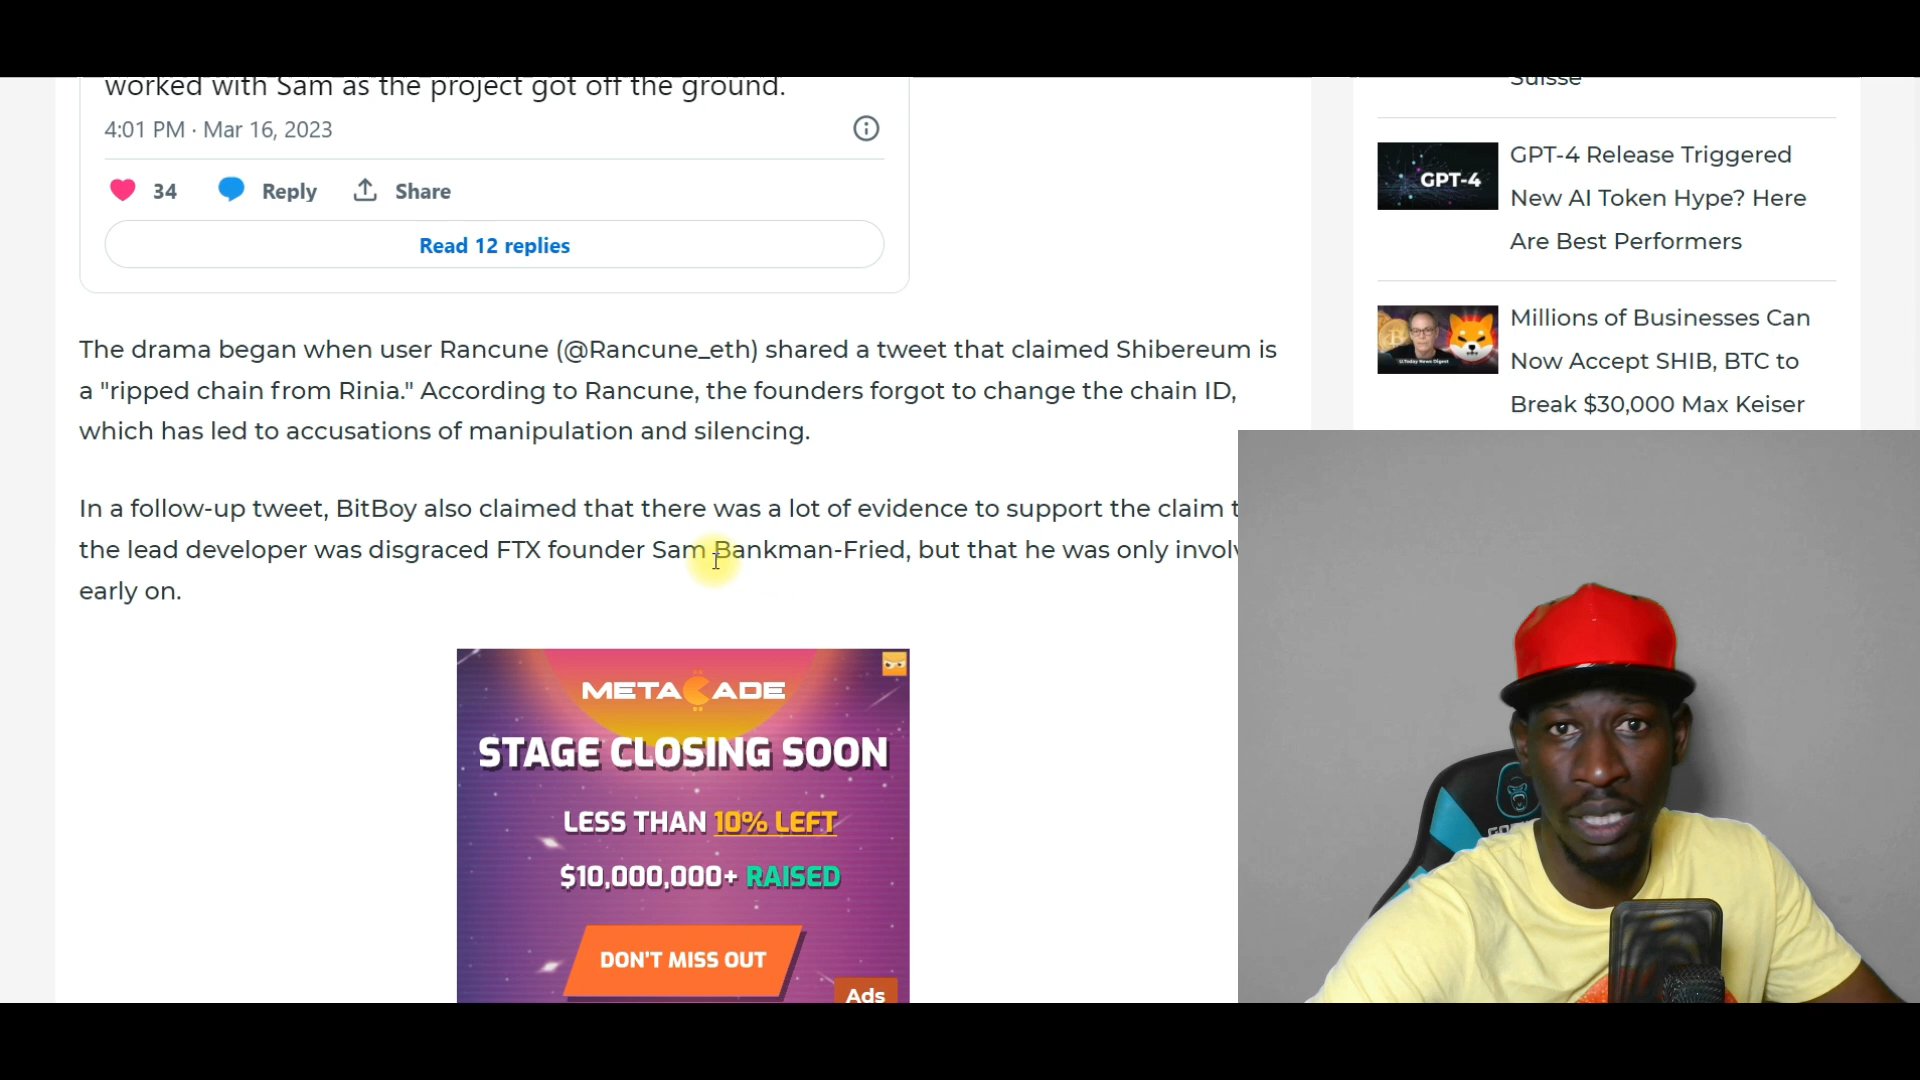 worked with Sam as the project got off the ground.
4:01 PM · Mar 16, 2023
34 Reply Share
Read 12 replies
The drama began when user Rancune (@Rancune_eth) shared a tweet that claimed Shibereum is
a "ripped chain from Rinia." According to Rancune, the founders forgot to change the chain ID,
which has led to accusations of manipulation and silencing.
In a follow-up tweet, BitBoy also claimed that there was a lot of evidence to support the claim
the lead developer was disgraced FTX founder Sam Bankman-Fried, but that he was only
early on.
METACADE
STAGE CLOSING SOON
LESS THAN 10% LEFT
$10,000,000+ RAISED
DON'T MISS OUT
Ads
Suisse
GPT-4
GPT-4 Release Triggered
New AI Token Hype? Here
Are Best Performers
Millions of Businesses Can
Now Accept SHIB, BTC to
Break $30,000 Max Keiser